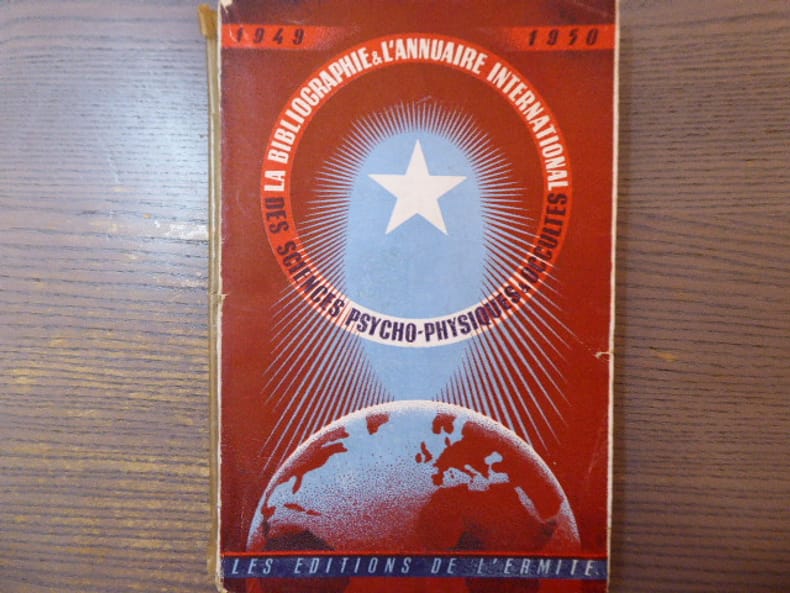 1949 1950
LA BIBLIOGRAPHIE & L'ANNUAIRE INTERNATIONAL
DES SCIENCES PSYCHO-PHYSIQUES & OCCULTES
LES EDITIONS DE L'ERMITE